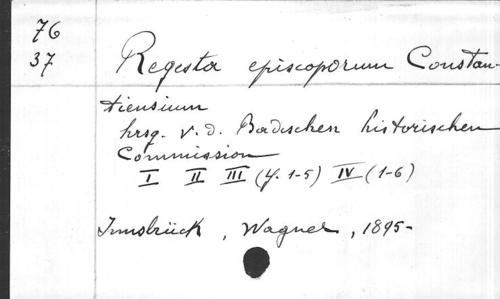 76
37
Regesta episcoporum Constan-
tiensium
hrsg. v. d. Badischen historischen
Commission
I II III (f. 1-5) IV (1-6)
Innsbrück, Wagner, 1895-